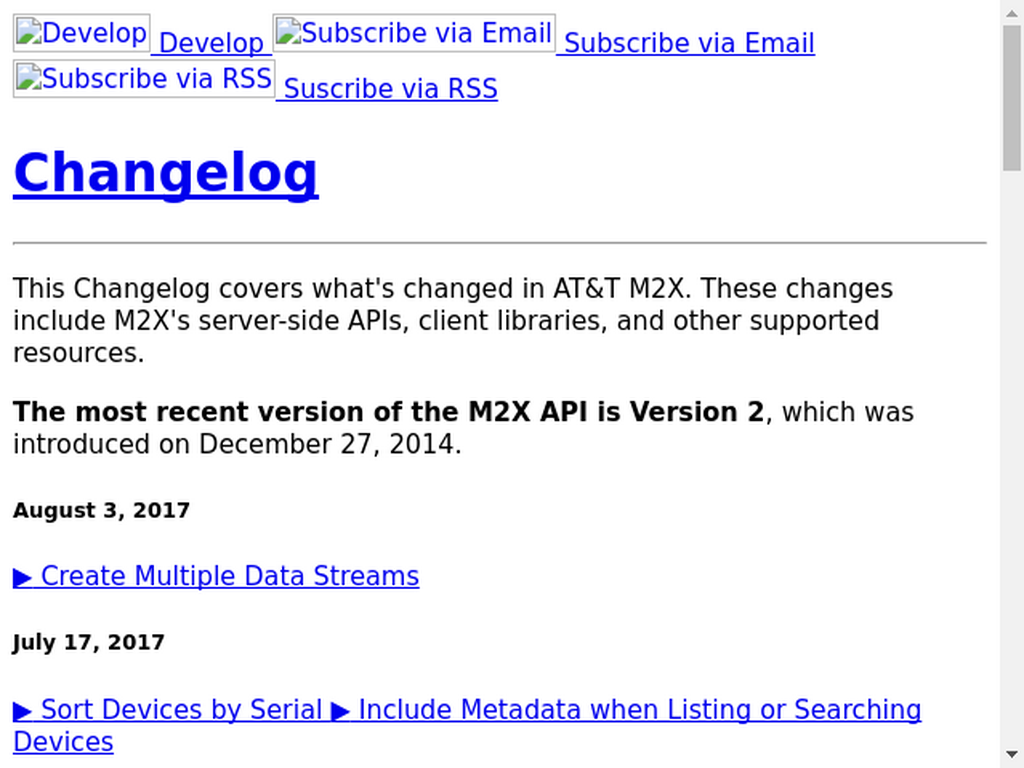 Develop Develop Subscribe via Email Subscribe via Email
Subscribe via RSS Suscribe via RSS
Changelog
This Changelog covers what's changed in AT&T M2X. These changes
include M2X's server-side APIs, client libraries, and other supported
resources.
The most recent version of the M2X API is Version 2, which was
introduced on December 27, 2014.
August 3, 2017
▶ Create Multiple Data Streams
July 17, 2017
▶ Sort Devices by Serial ▶ Include Metadata when Listing or Searching
Devices